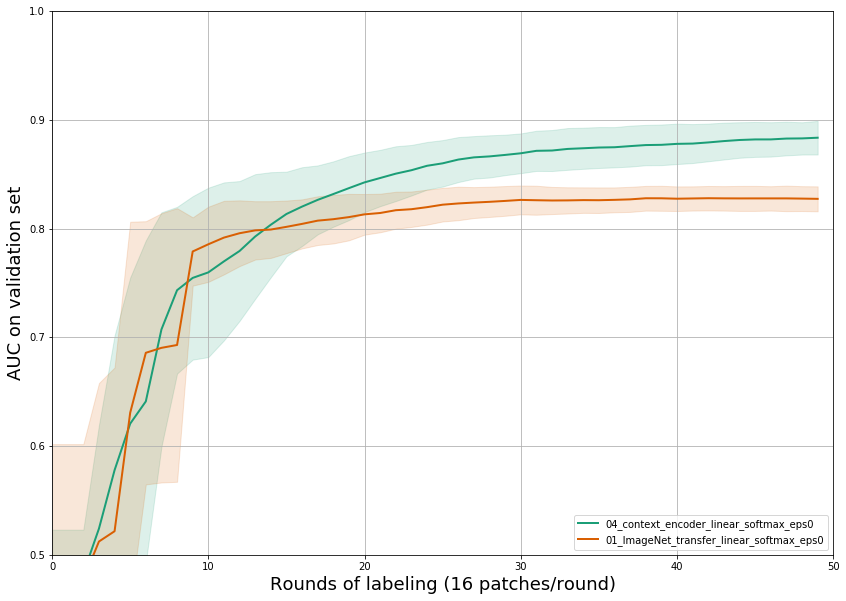 1.0
0.9
0.8
0.7
0.6
0.5
AUC on validation set
04_context_encoder_linear_softmax_eps0
01_ImageNet_transfer_linear_softmax_eps0
0 10 20 30 40 50
Rounds of labeling (16 patches/round)